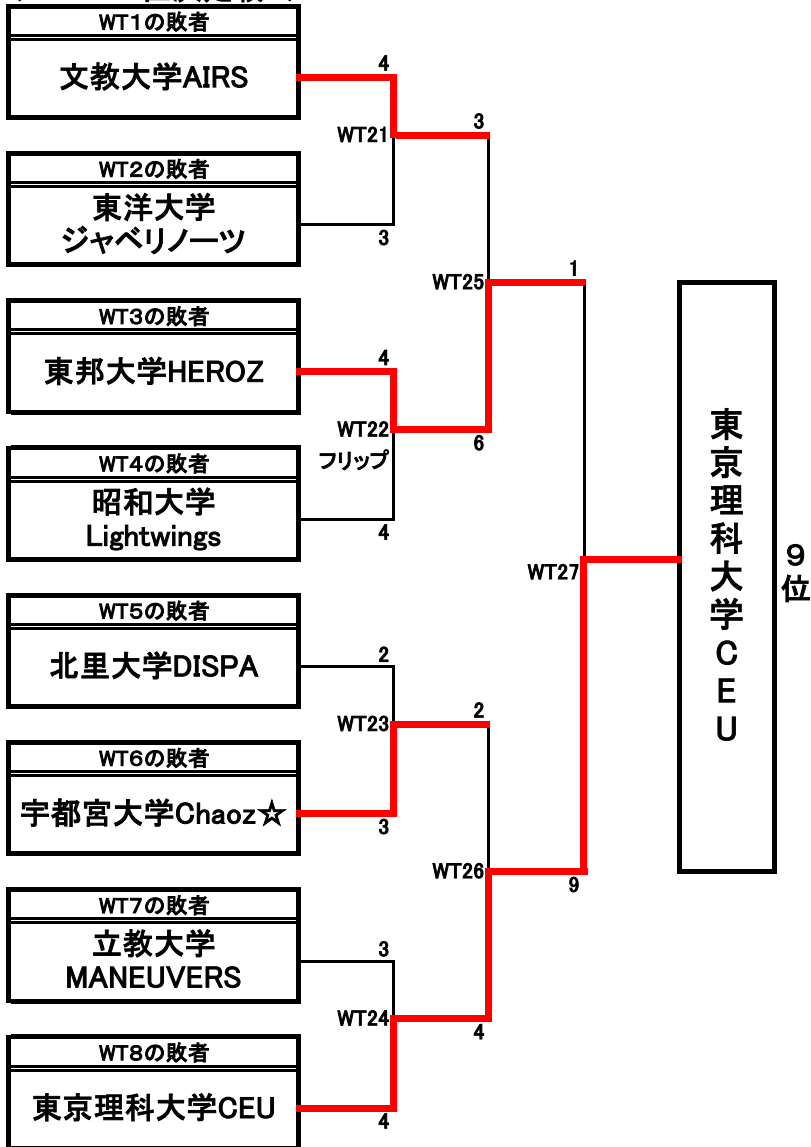 WT1の敗者
文教大学AIRS
4
3
WT21
WT2の敗者
東洋大学
ジャベリノーツ
3
WT25
1
WT3の敗者
東邦大学HEROZ
4
WT22
フリップ
6
WT4の敗者
昭和大学
Lightwings
4
WT27
東京理科大学CEU
9位
WT5の敗者
北里大学DISPA
2
2
WT23
WT6の敗者
宇都宮大学Chaoz☆
3
WT26
9
WT7の敗者
立教大学
MANEUVERS
3
WT24
4
WT8の敗者
東京理科大学CEU
4